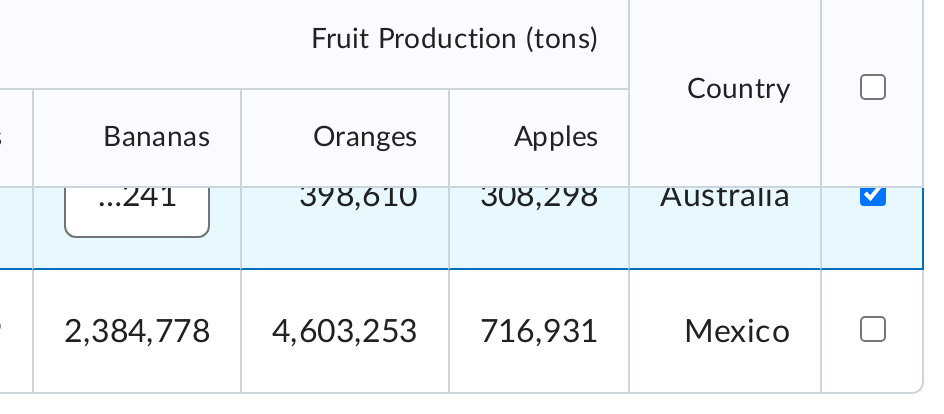 Fruit Production (tons)
Country
Bananas Oranges Apples
...241 398,610 308,298 Australia
2,384,778 4,603,253 716,931 Mexico